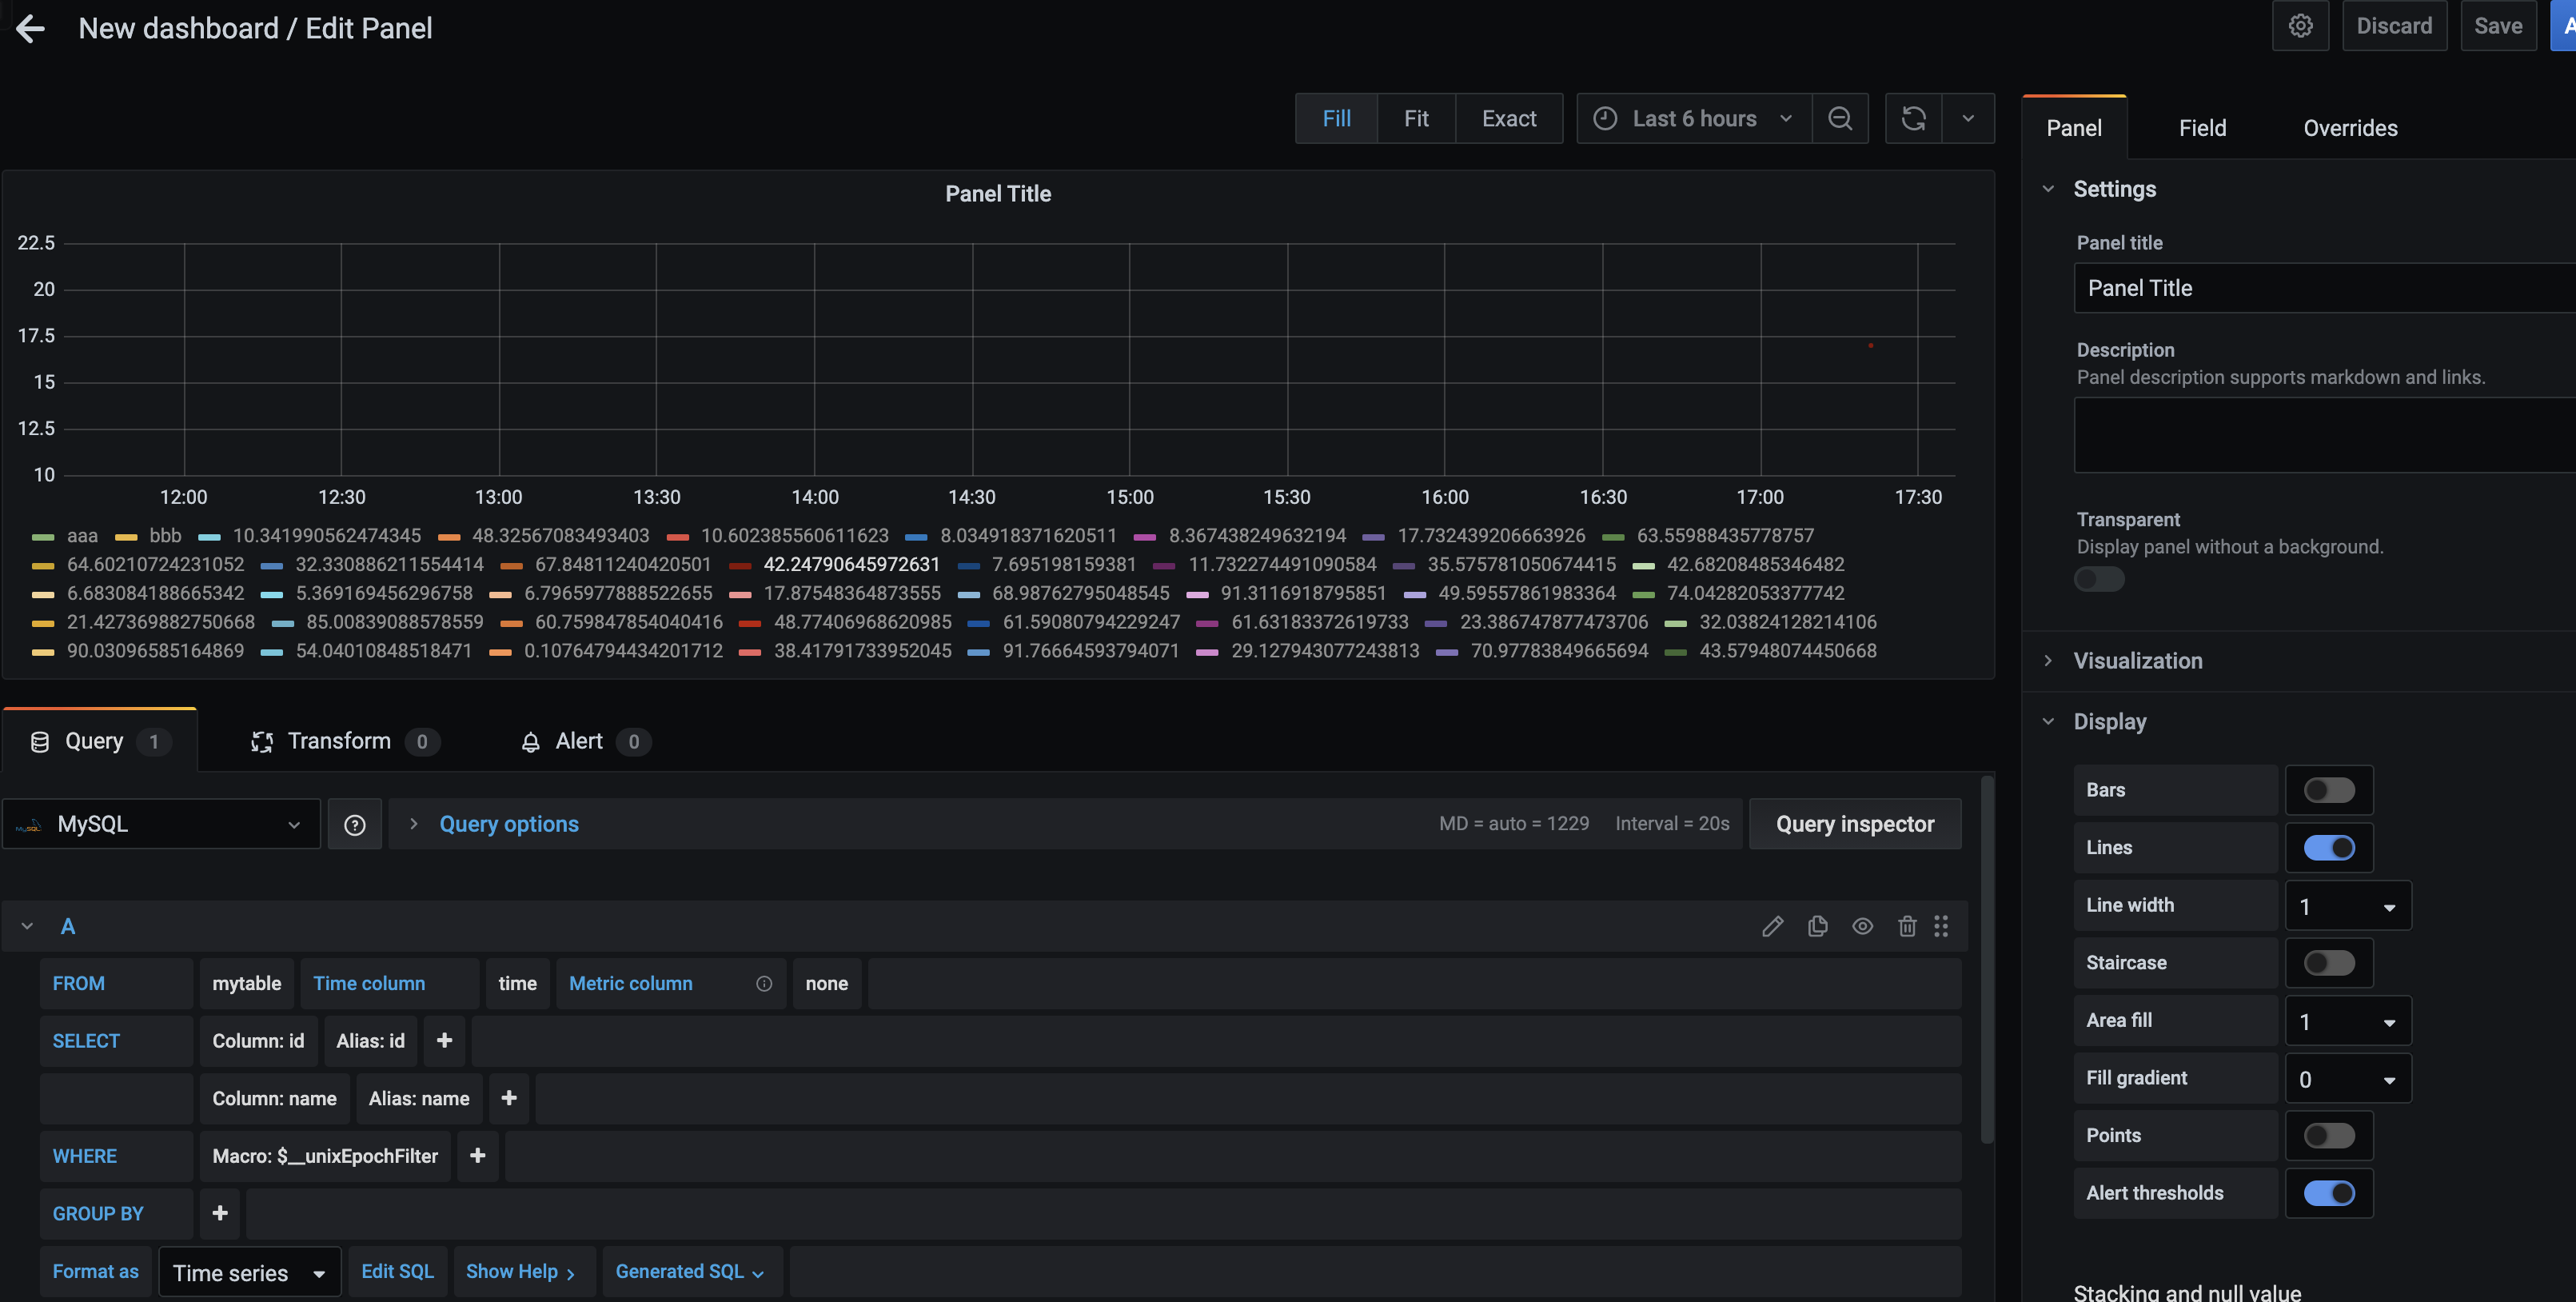 New dashboard / Edit Panel
Discard
Save
Fill
Fit
Exact
Last 6 hours
Panel
Field
Overrides
Panel Title
22.5
20
17.5
15
12.5
10
12:00 12:30 13:00 13:30 14:00 14:30 15:00 15:30 16:00 16:30 17:00 17:30
aaa bbb 10.341990562474345 48.32567083493403 10.602385560611623 8.034918371620511 8.367438249632194 17.732439206663926 63.55988435778757
64.60210724231052 32.330886211554414 67.84811240420501 42.24790645972631 7.695198159381 11.732274491090584 35.575781050674415 42.68208485346482
6.683084188665342 5.369169456296758 6.7965977888522655 17.87548364873555 68.98762795048545 91.3116918795851 49.59557861983364 74.04282053377742
21.427369882750668 85.00839088578559 60.759847854040416 48.77406968620985 61.59080794229247 61.63183372619733 23.386747877473706 32.03824128214106
90.03096585164869 54.04010848518471 0.10764794434201712 38.41791733952045 91.76664593794071 29.127943077243813 70.97783849665694 43.57948074450668
Query 1
Transform 0
Alert 0
MySQL
MySQL
Query options
MD = auto = 1229
Interval = 20s
Query inspector
A
FROM mytable Time column time Metric column none
SELECT Column: id Alias: id +
Column: name Alias: name +
WHERE Macro: $__unixEpochFilter +
GROUP BY +
Format as Time series Edit SQL Show Help > Generated SQL
Settings
Panel title
Panel Title
Description
Panel description supports markdown and links.
Transparent
Display panel without a background.
Visualization
Display
Bars
Lines
Line width 1
Staircase
Area fill 1
Fill gradient 0
Points
Alert thresholds
Stacking and null value